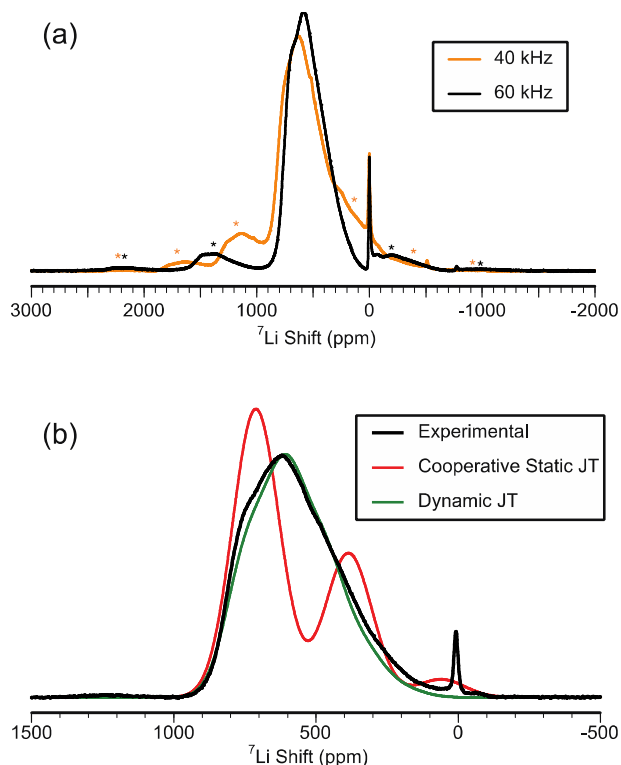 (a)
40 kHz
60 kHz
* * * * * * * * * *
3000 2000 1000 0 -1000 -2000
⁷Li Shift (ppm)
(b)
Experimental
Cooperative Static JT
Dynamic JT
1500 1000 500 0 -500
⁷Li Shift (ppm)